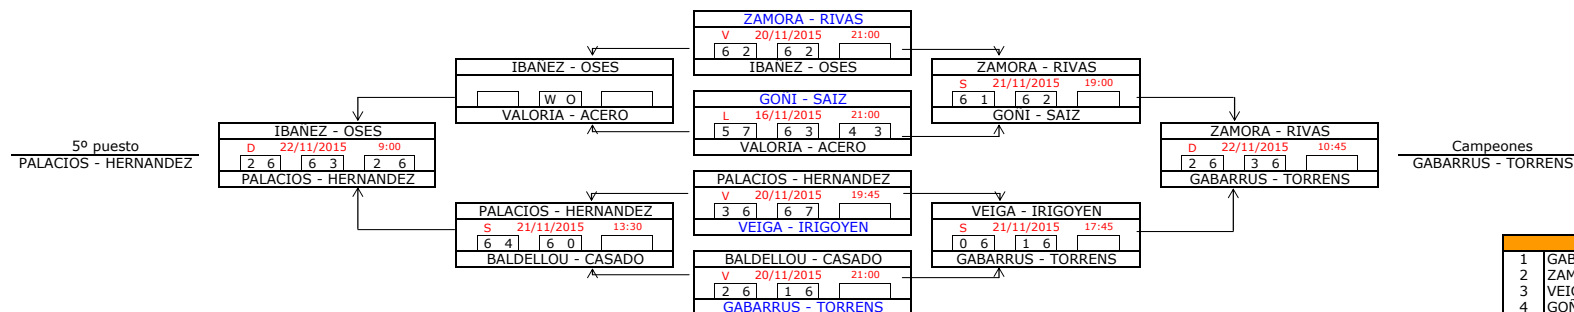 5º puesto
PALACIOS - HERNANDEZ
IBAÑEZ - OSES
D 22/11/2015 9:00
2 6 6 3 2 6
PALACIOS - HERNANDEZ
IBAÑEZ - OSES
W O
VALORIA - ACERO
PALACIOS - HERNANDEZ
S 21/11/2015 13:30
6 4 6 0
BALDELLOU - CASADO
ZAMORA - RIVAS
V 20/11/2015 21:00
6 2 6 2
IBAÑEZ - OSES
GOÑI - SAIZ
L 16/11/2015 21:00
5 7 6 3 4 3
VALORIA - ACERO
PALACIOS - HERNANDEZ
V 20/11/2015 19:45
3 6 6 7
VEIGA - IRIGOYEN
BALDELLOU - CASADO
V 20/11/2015 21:00
2 6 1 6
GABARRUS - TORRENS
ZAMORA - RIVAS
S 21/11/2015 19:00
6 1 6 2
GOÑI - SAIZ
VEIGA - IRIGOYEN
S 21/11/2015 17:45
0 6 1 6
GABARRUS - TORRENS
ZAMORA - RIVAS
D 22/11/2015 10:45
2 6 3 6
GABARRUS - TORRENS
Campeones
GABARRUS - TORRENS
1
2
3
4